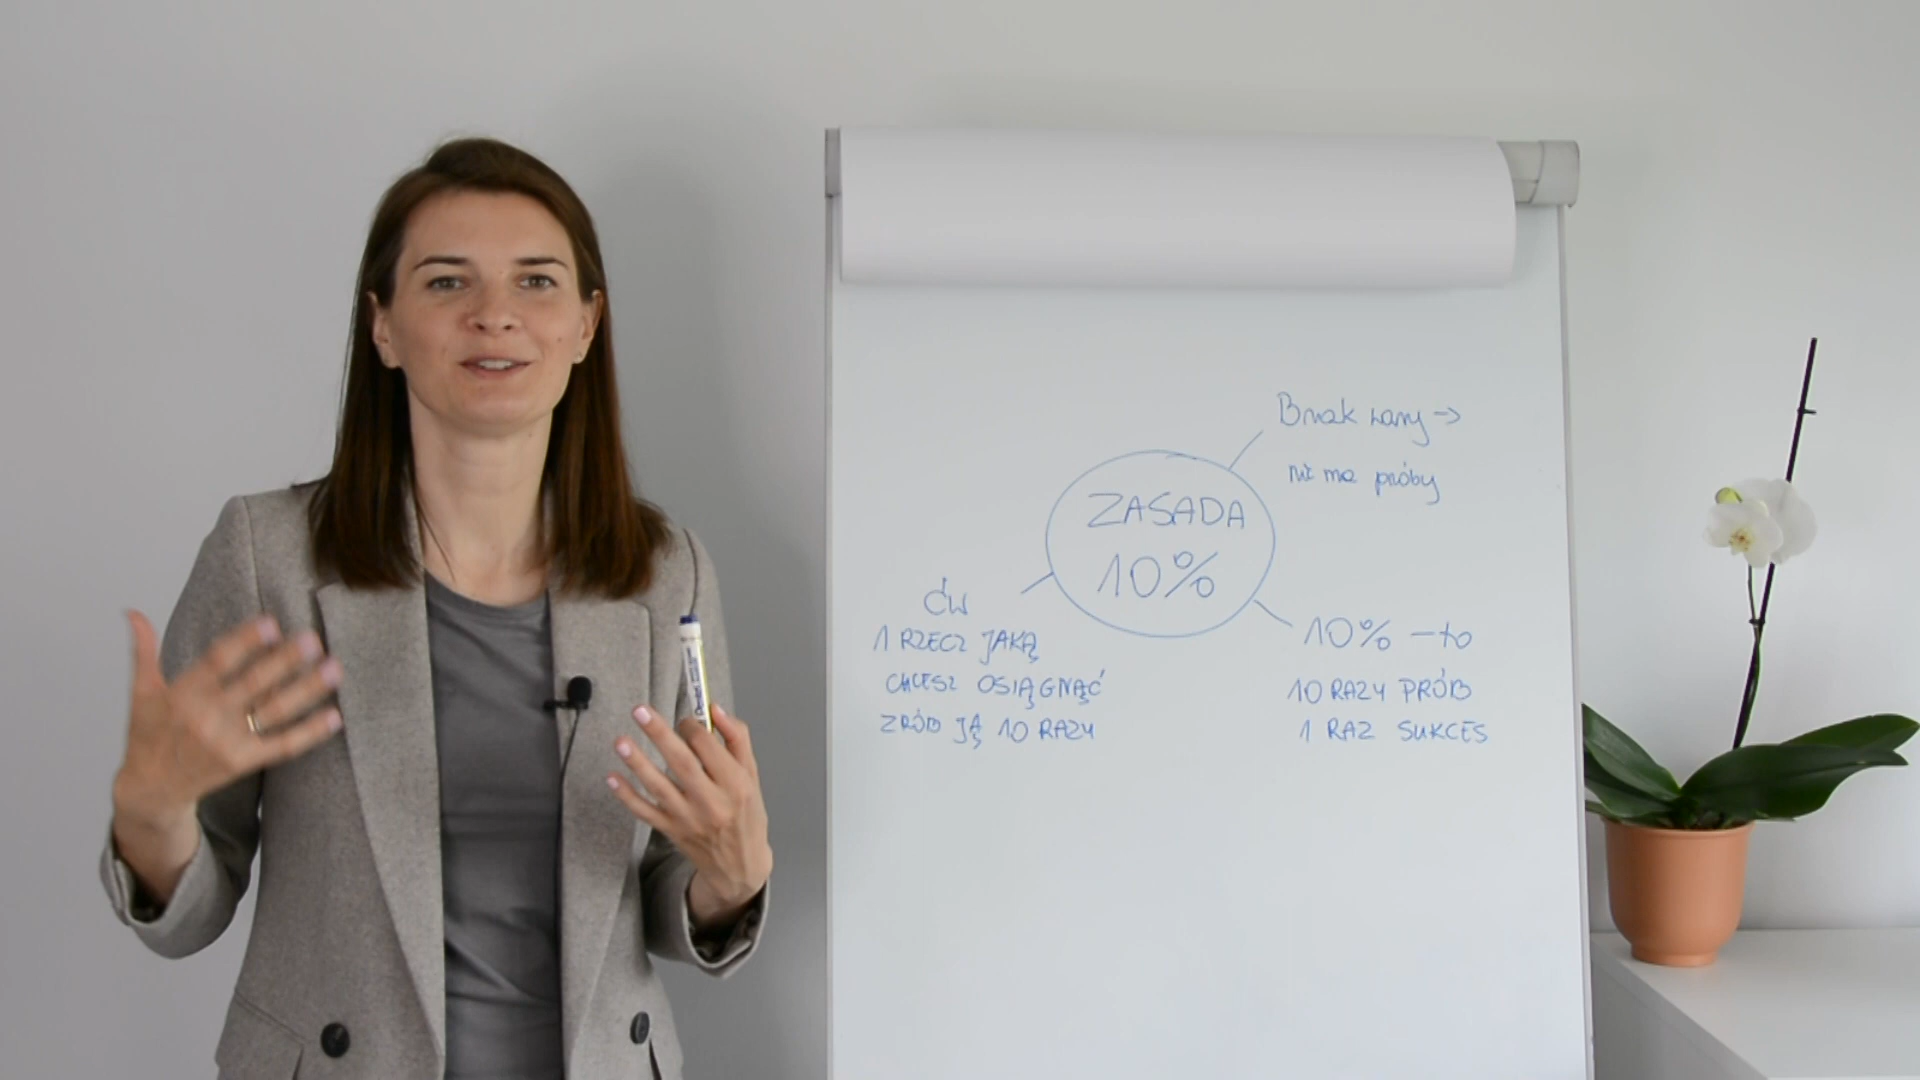 Brak wiary →
nie ma próby
ZASADA
10%
ĆW
1 RZECZ JAKĄ
CHCESZ OSIĄGNĄĆ
ZRÓB JĄ 10 RAZY
10% – to
10 RAZY PRÓB
1 RAZ SUKCES
Pentel